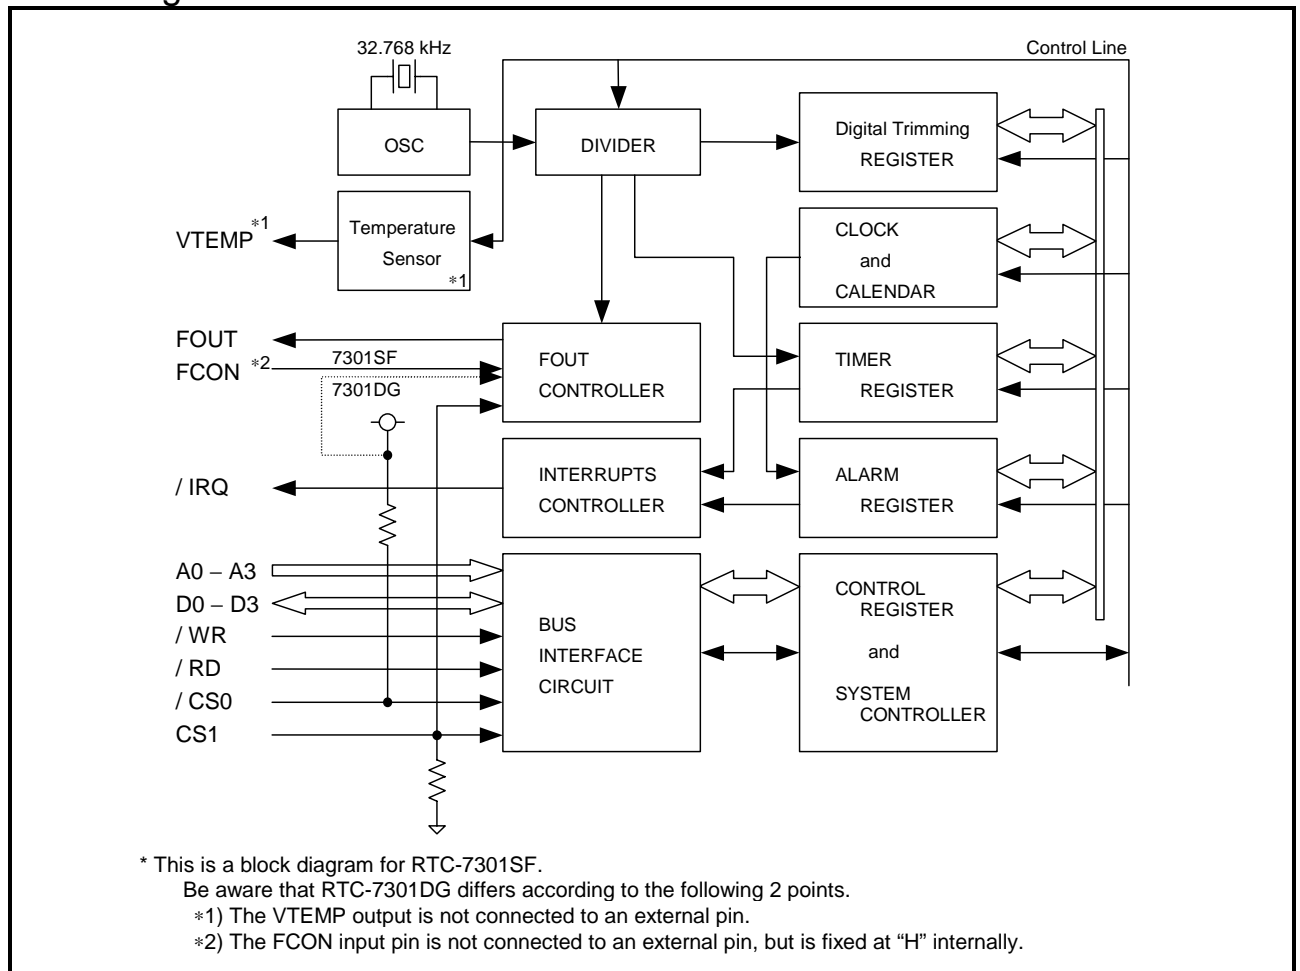 32.768 kHz
Control Line
OSC
DIVIDER
Digital Trimming
REGISTER
VTEMP*1
Temperature
Sensor
*1
CLOCK
and
CALENDAR
FOUT
FCON *2
7301SF
7301DG
FOUT
CONTROLLER
TIMER
REGISTER
/ IRQ
INTERRUPTS
CONTROLLER
ALARM
REGISTER
A0 – A3
D0 – D3
/ WR
/ RD
/ CS0
CS1
BUS
INTERFACE
CIRCUIT
CONTROL
REGISTER
and
SYSTEM
CONTROLLER
* This is a block diagram for RTC-7301SF.
Be aware that RTC-7301DG differs according to the following 2 points.
*1) The VTEMP output is not connected to an external pin.
*2) The FCON input pin is not connected to an external pin, but is fixed at “H” internally.